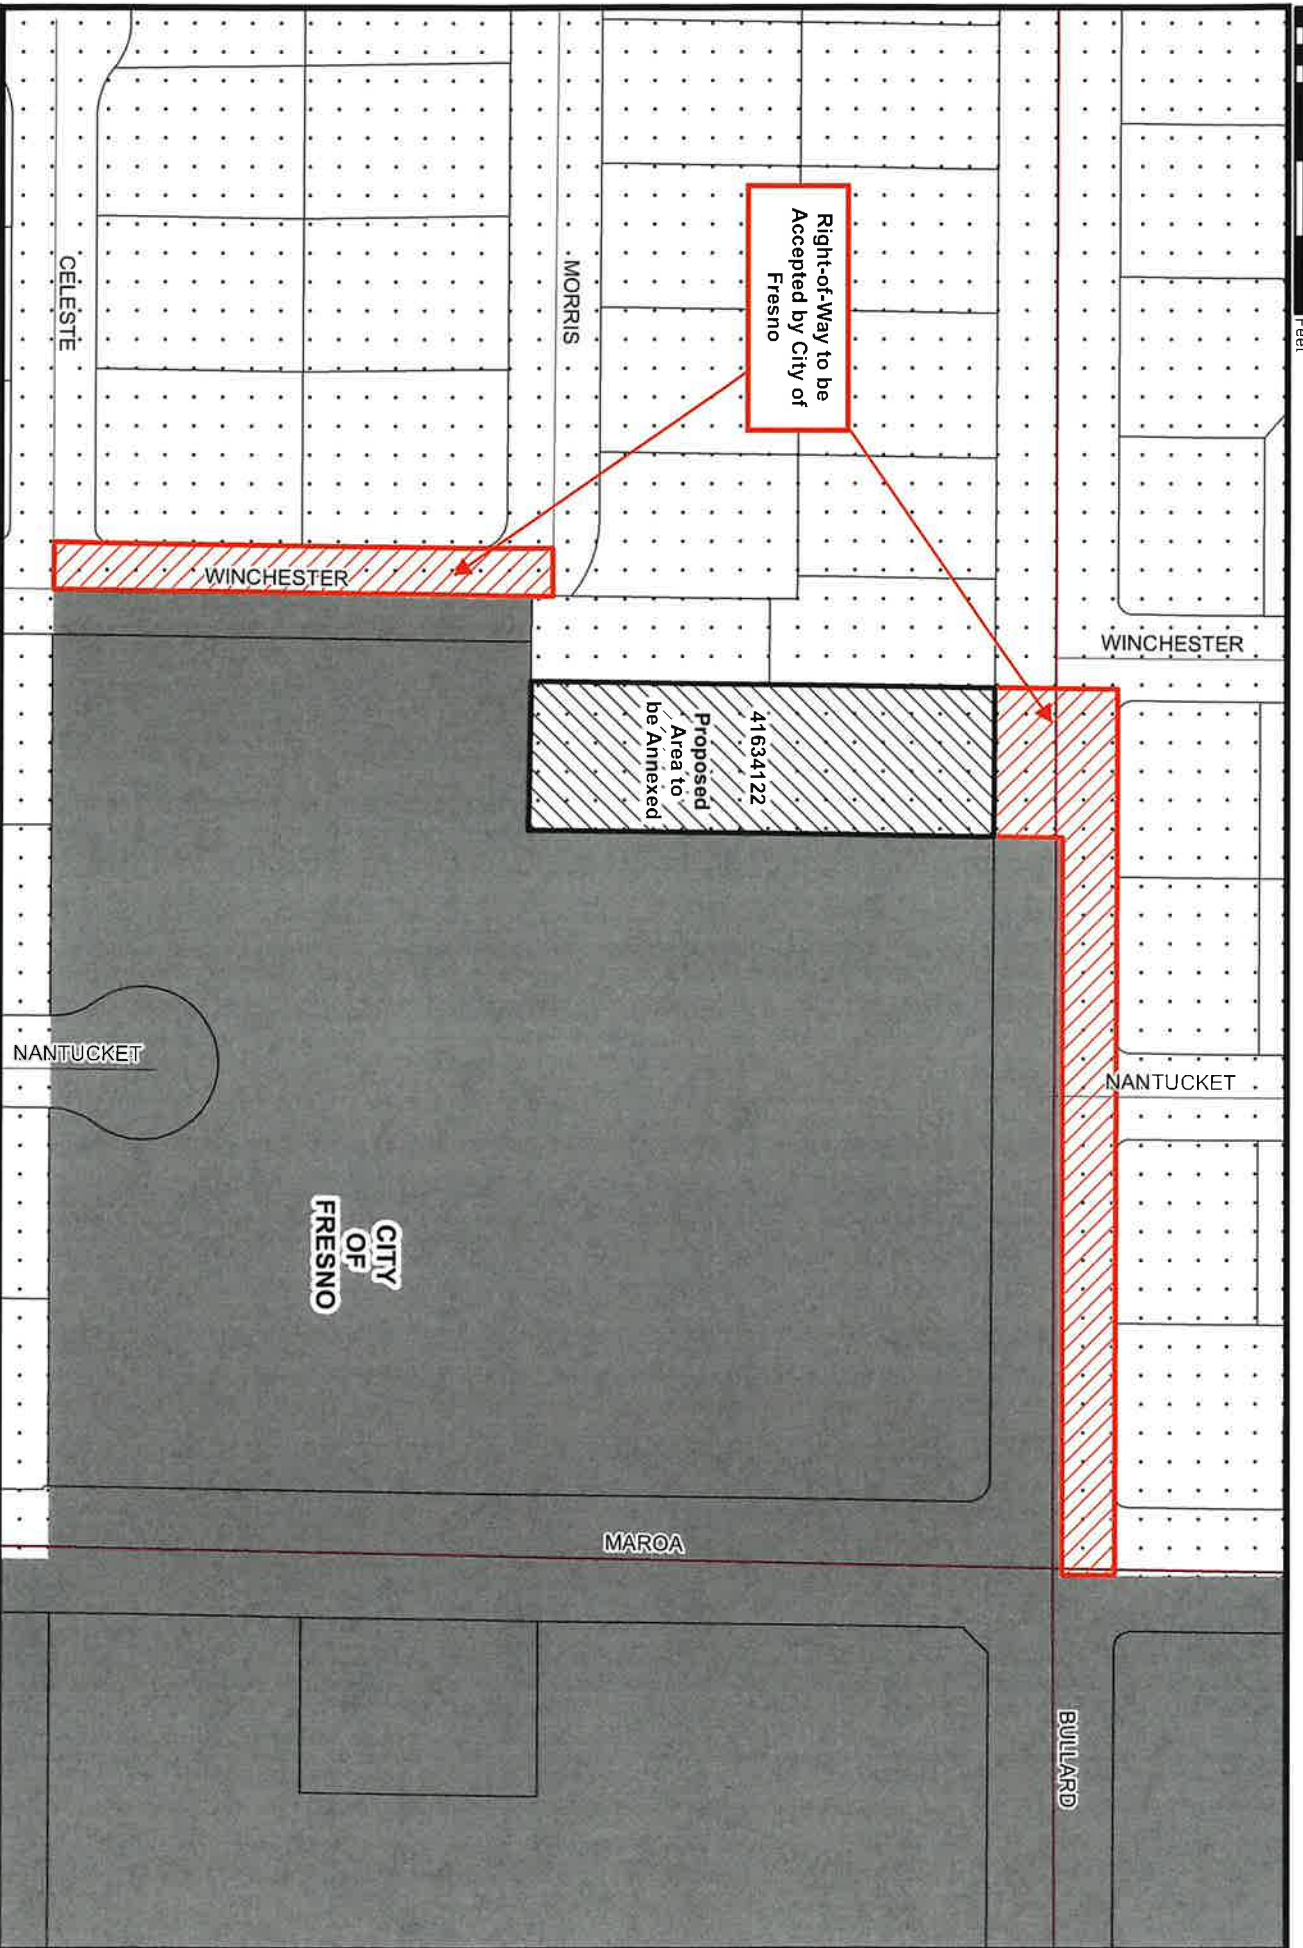 Feet
WINCHESTER
NANTUCKET
BULLARD
Right-of-Way to be
Accepted by City of
Fresno
41634122
Proposed
Area to
be Annexed
MORRIS
MAROA
WINCHESTER
CITY
OF
FRESNO
CELESTE
NANTUCKET